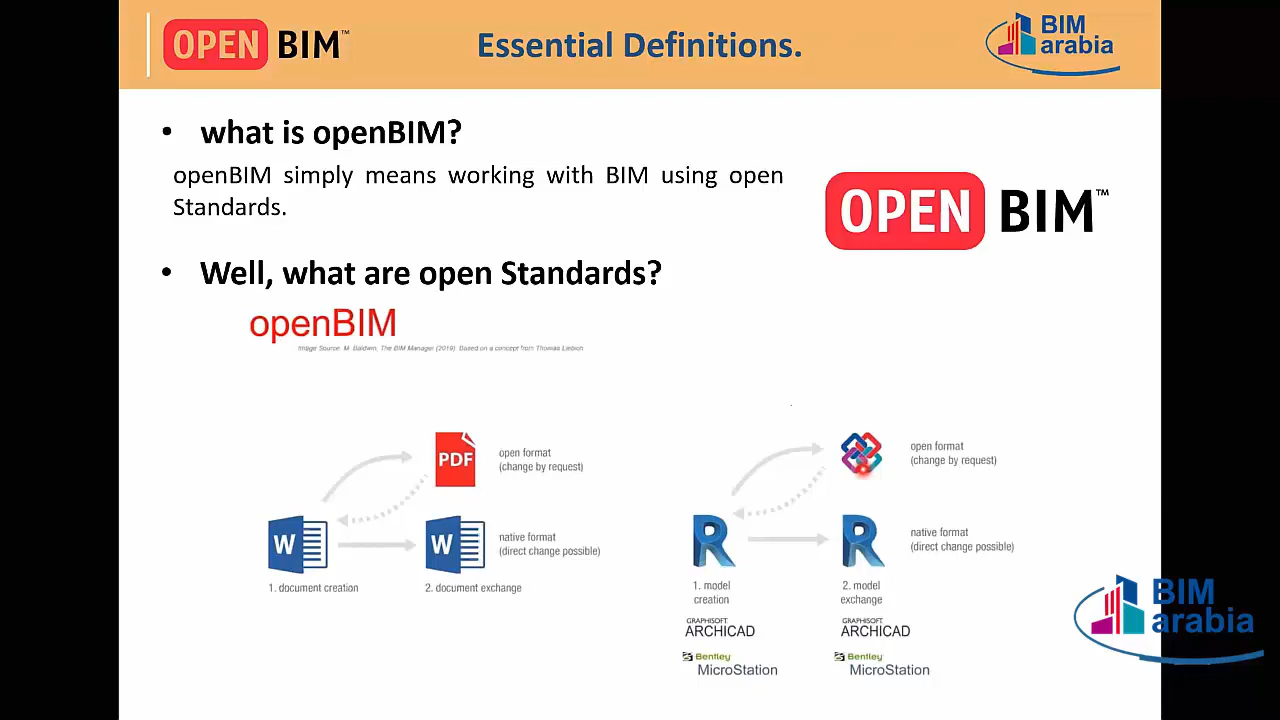 OPEN BIM™
Essential Definitions.
BIM
arabia
• what is openBIM?
openBIM simply means working with BIM using open
Standards.
OPEN BIM™
• Well, what are open Standards?
openBIM
Image Source: M. Baldwin, The BIM Manager (2019). Based on a concept from Thomas Liebich
PDF
open format
(change by request)
W
W
native format
(direct change possible)
1. document creation
2. document exchange
open format
(change by request)
R
R
native format
(direct change possible)
1. model
creation
2. model
exchange
GRAPHISOFT
ARCHICAD
GRAPHISOFT
ARCHICAD
Bentley
MicroStation
Bentley
MicroStation
BIM
arabia